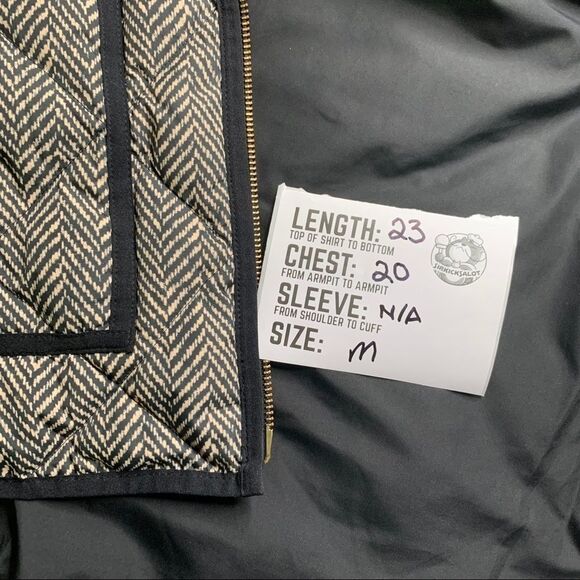 LENGTH: 23
TOP OF SHIRT TO BOTTOM
CHEST: 20
FROM ARMPIT TO ARMPIT
SLEEVE: N/A
FROM SHOULDER TO CUFF
SIZE: M
SIRKICKSALOT